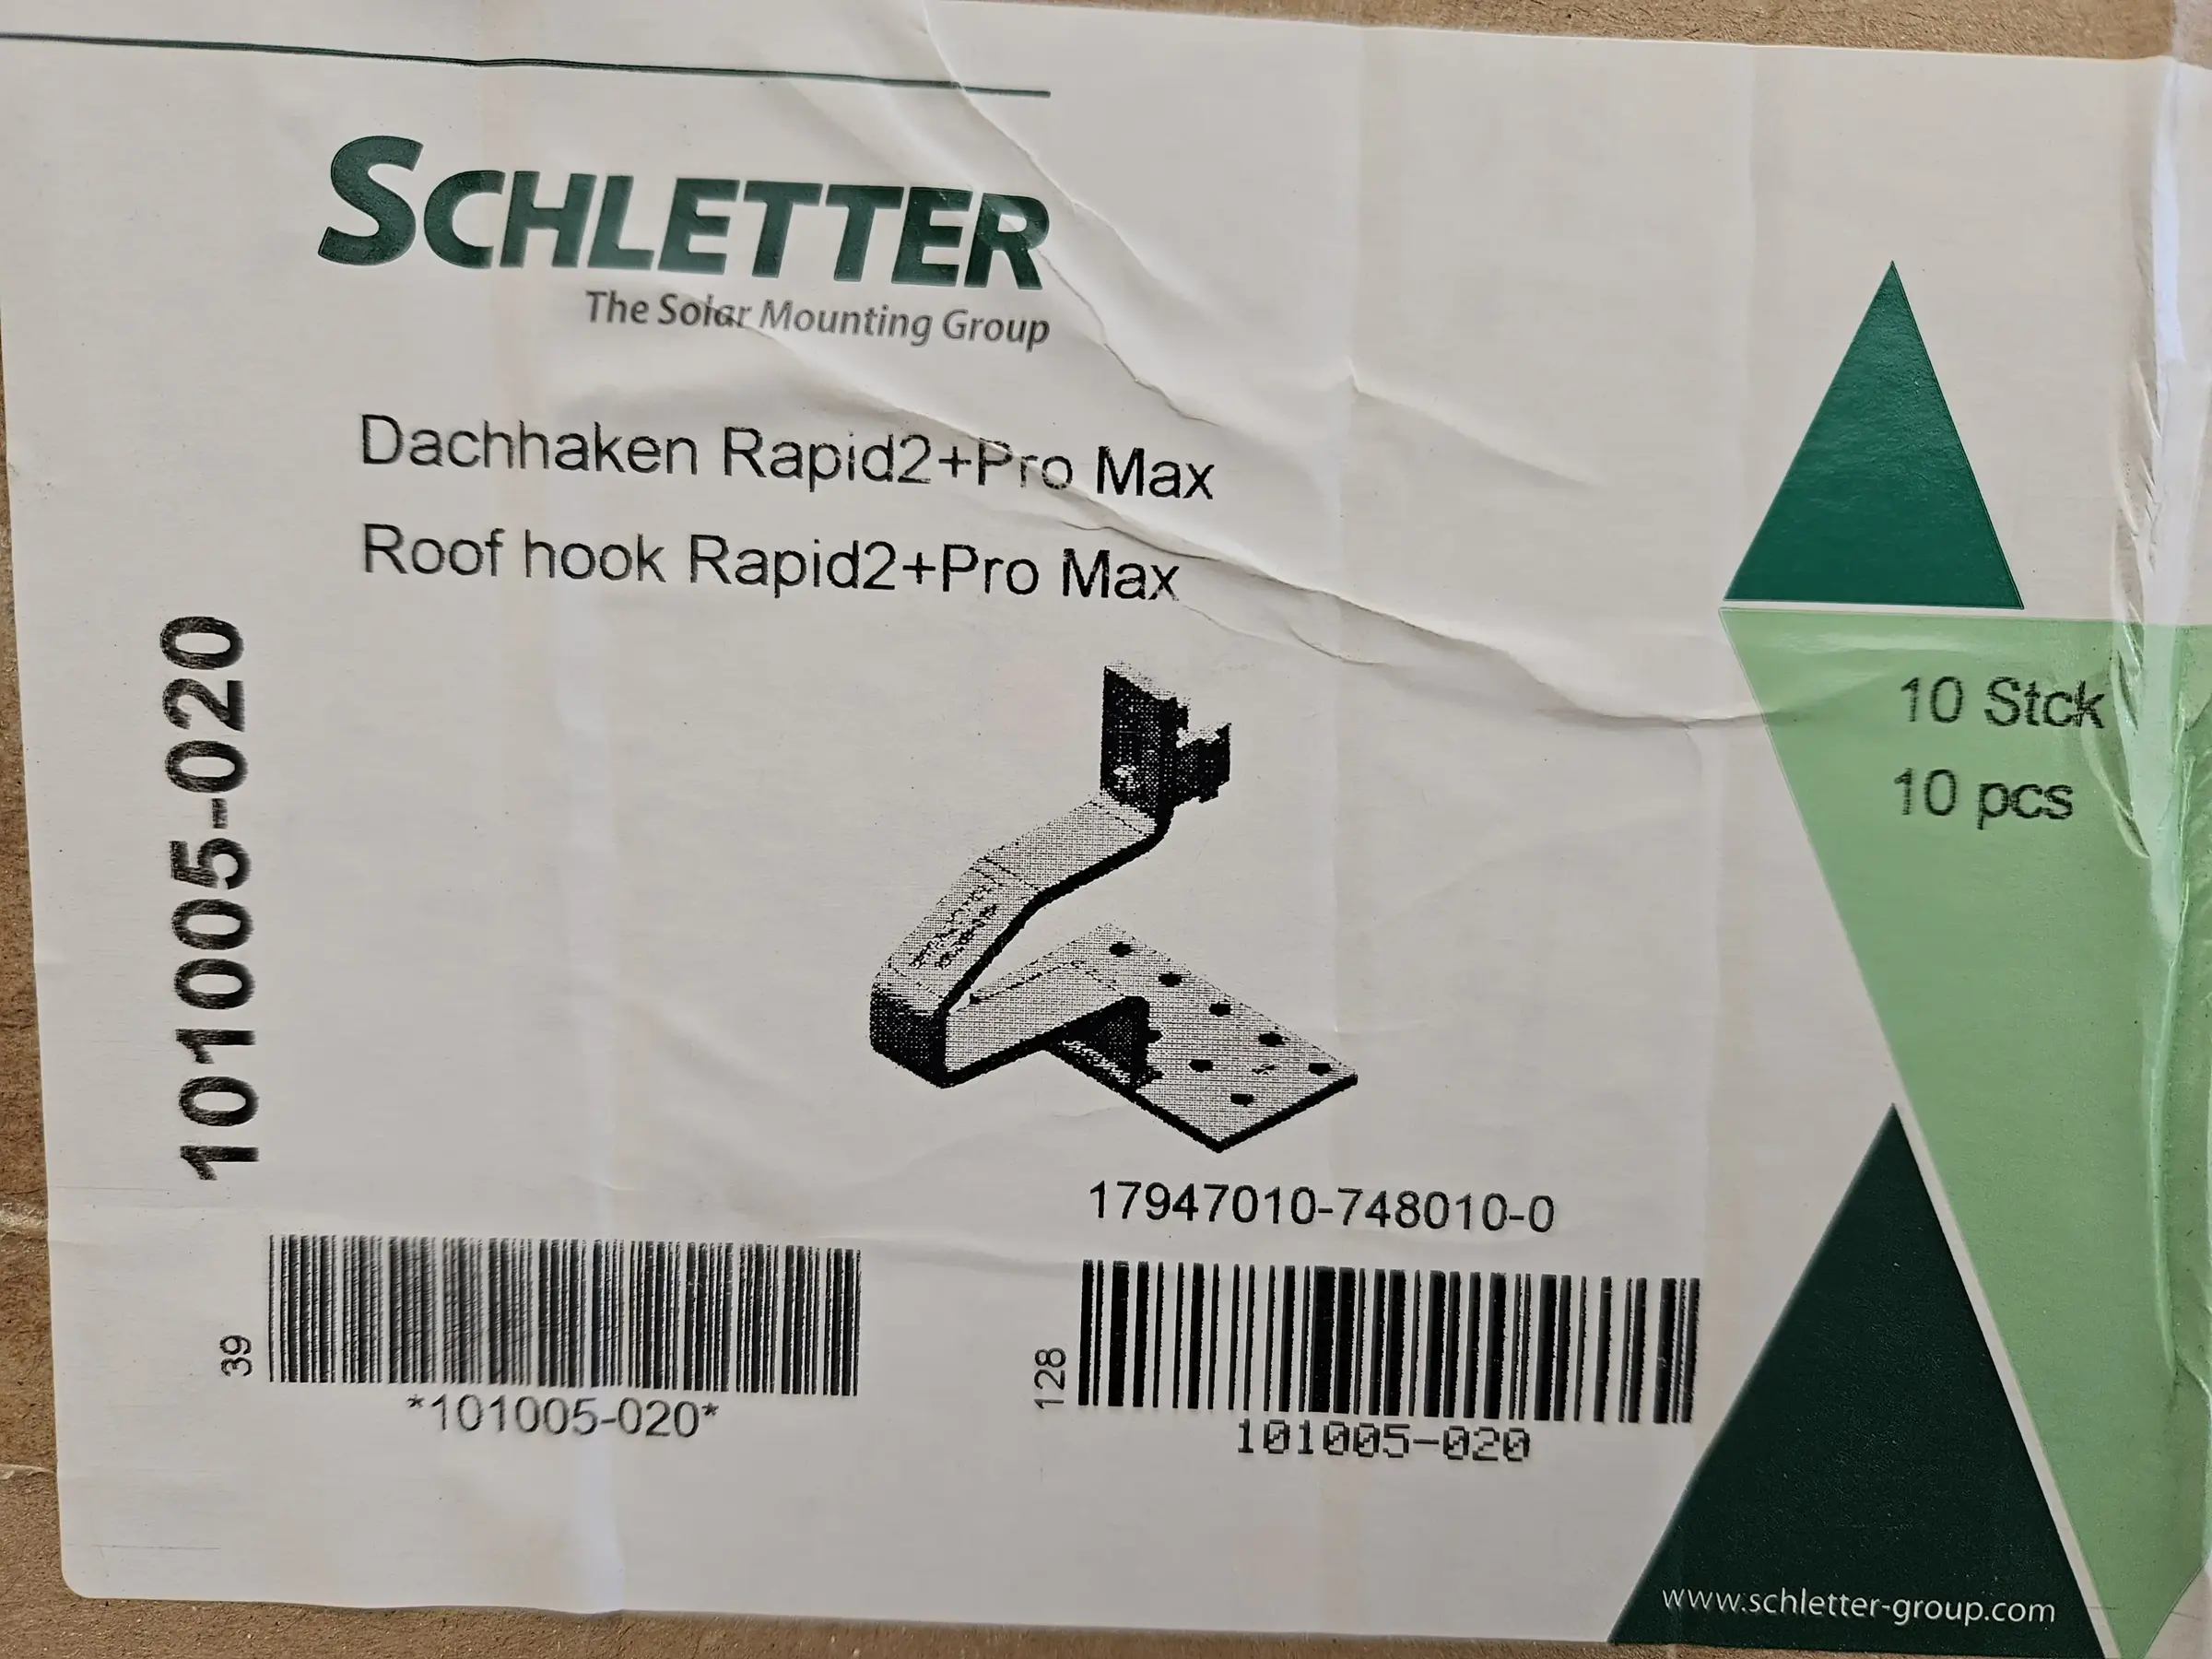 SCHLETTER
The Solar Mounting Group
Dachhaken Rapid2+Pro Max
Roof hook Rapid2+Pro Max
101005-020
10 Stck
10 pcs
17947010-748010-0
39
*101005-020*
128
101005-020
www.schletter-group.com